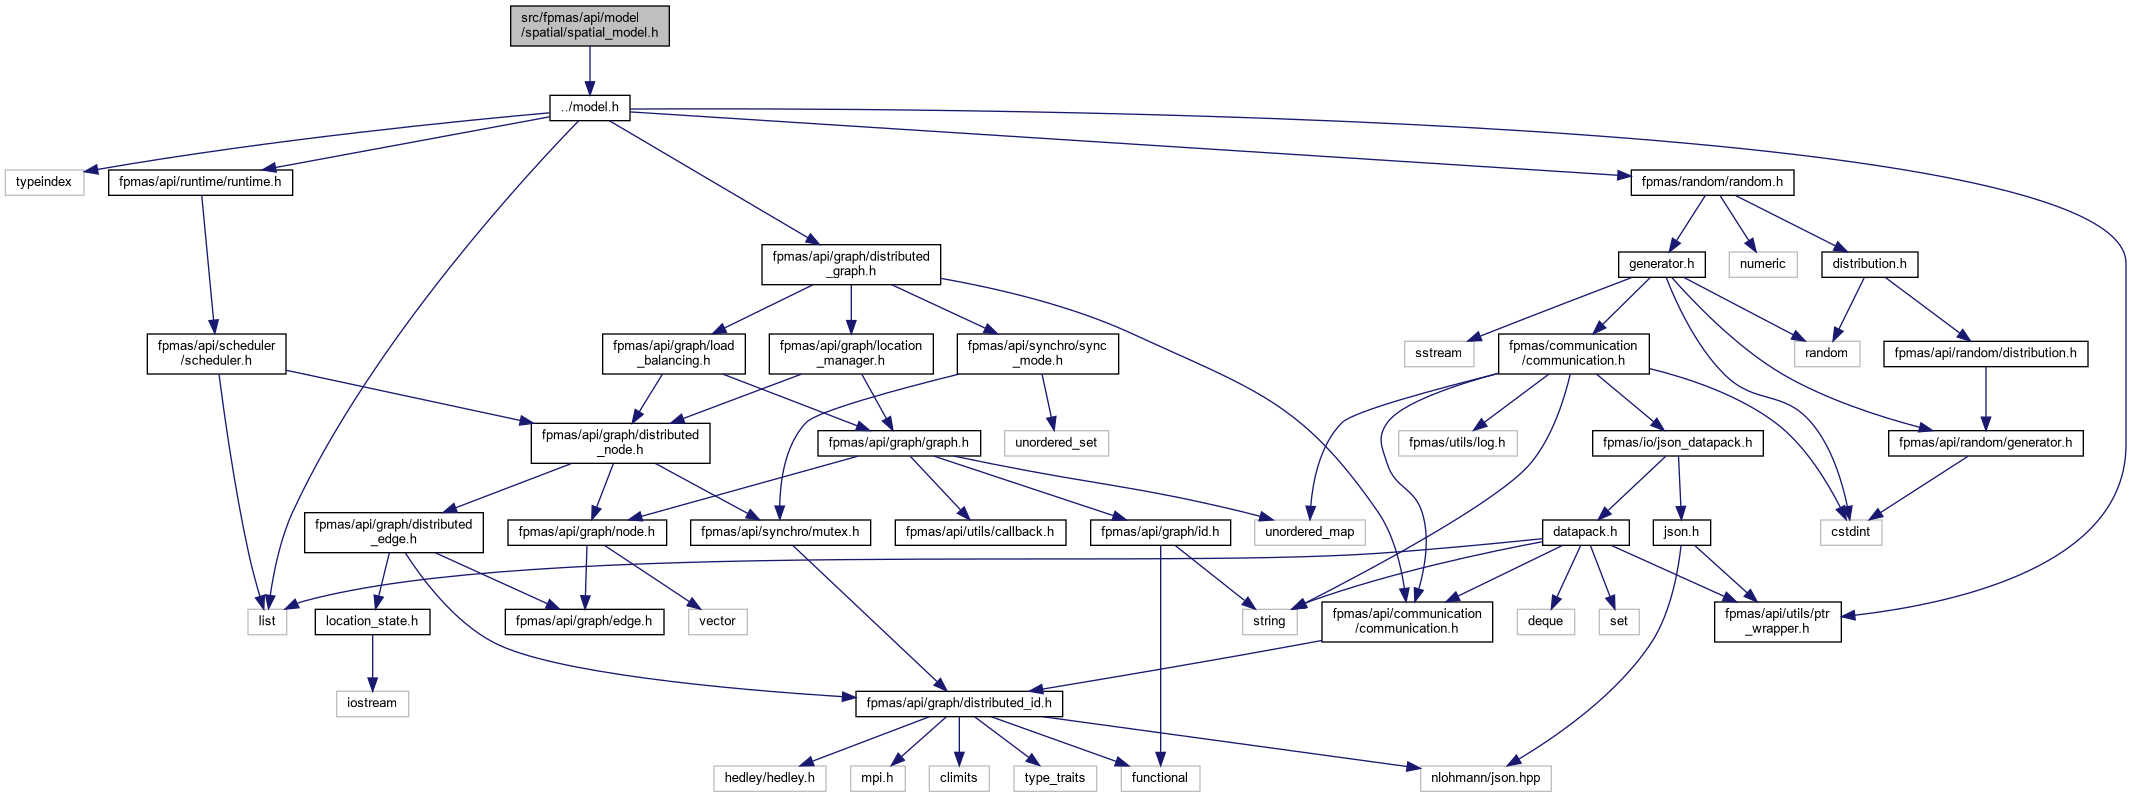 src/fpmas/api/model
/spatial/spatial_model.h
../model.h
typeindex
fpmas/api/runtime/runtime.h
fpmas/random/random.h
fpmas/api/graph/distributed
_graph.h
generator.h
numeric
distribution.h
fpmas/api/scheduler
/scheduler.h
fpmas/api/graph/load
_balancing.h
fpmas/api/graph/location
_manager.h
fpmas/api/synchro/sync
_mode.h
sstream
fpmas/communication
/communication.h
random
fpmas/api/random/distribution.h
fpmas/api/graph/distributed
_node.h
fpmas/api/graph/graph.h
unordered_set
fpmas/utils/log.h
fpmas/io/json_datapack.h
fpmas/api/random/generator.h
fpmas/api/graph/distributed
_edge.h
fpmas/api/graph/node.h
fpmas/api/synchro/mutex.h
fpmas/api/utils/callback.h
fpmas/api/graph/id.h
unordered_map
datapack.h
json.h
cstdint
list
location_state.h
fpmas/api/graph/edge.h
vector
string
fpmas/api/communication
/communication.h
deque
set
fpmas/api/utils/ptr
_wrapper.h
iostream
fpmas/api/graph/distributed_id.h
hedley/hedley.h
mpi.h
climits
type_traits
functional
nlohmann/json.hpp